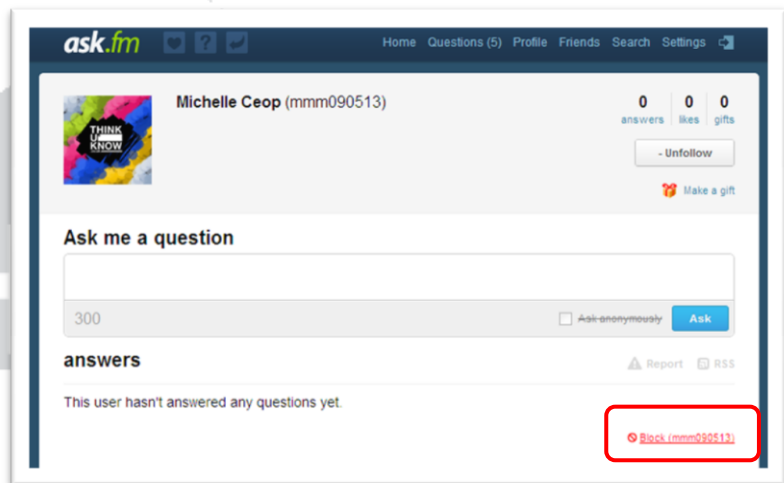 ask.fm ? Home Questions (5) Profile Friends Search Settings
THINK
U
KNOW
Michelle Ceop (mmm090513)
0 0 0
answers likes gifts
- Unfollow
Make a gift
Ask me a question
300 Ask anonymously Ask
answers Report RSS
This user hasn't answered any questions yet.
Block (mmm090513)